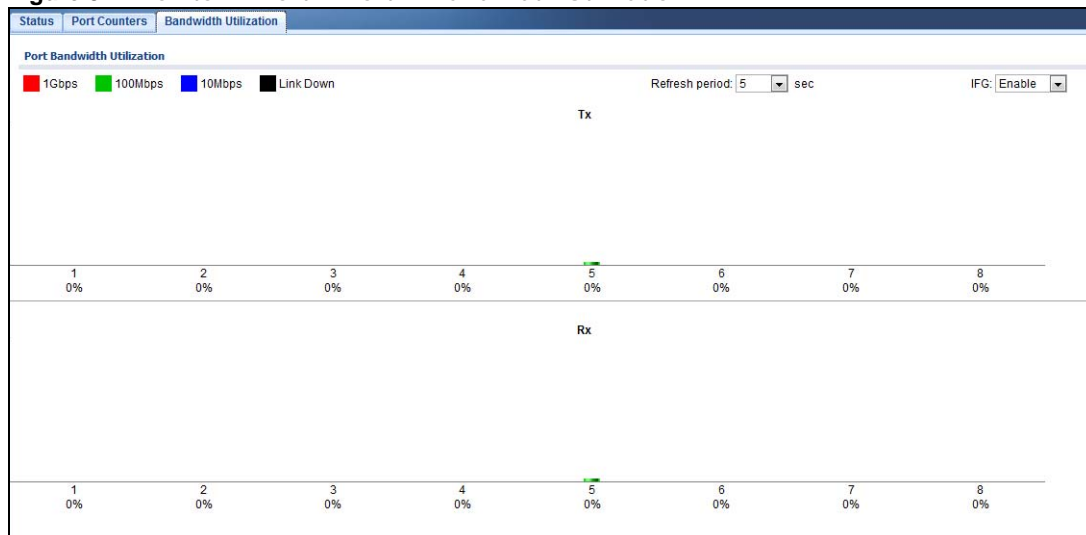 Status Port Counters Bandwidth Utilization
Port Bandwidth Utilization
1Gbps 100Mbps 10Mbps Link Down Refresh period: 5 sec IFG: Enable
Tx
1 2 3 4 5 6 7 8
0% 0% 0% 0% 0% 0% 0% 0%
Rx
1 2 3 4 5 6 7 8
0% 0% 0% 0% 0% 0% 0% 0%